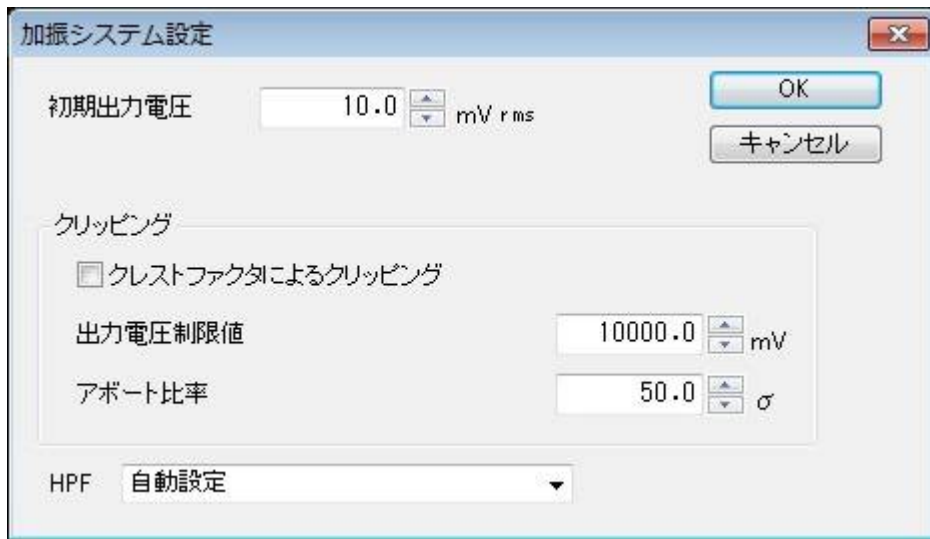 加振システム設定
初期出力電圧 10.0 mV rms
OK
キャンセル
クリッピング
クレストファクタによるクリッピング
出力電圧制限値 10000.0 mV
アボート比率 50.0 σ
HPF 自動設定